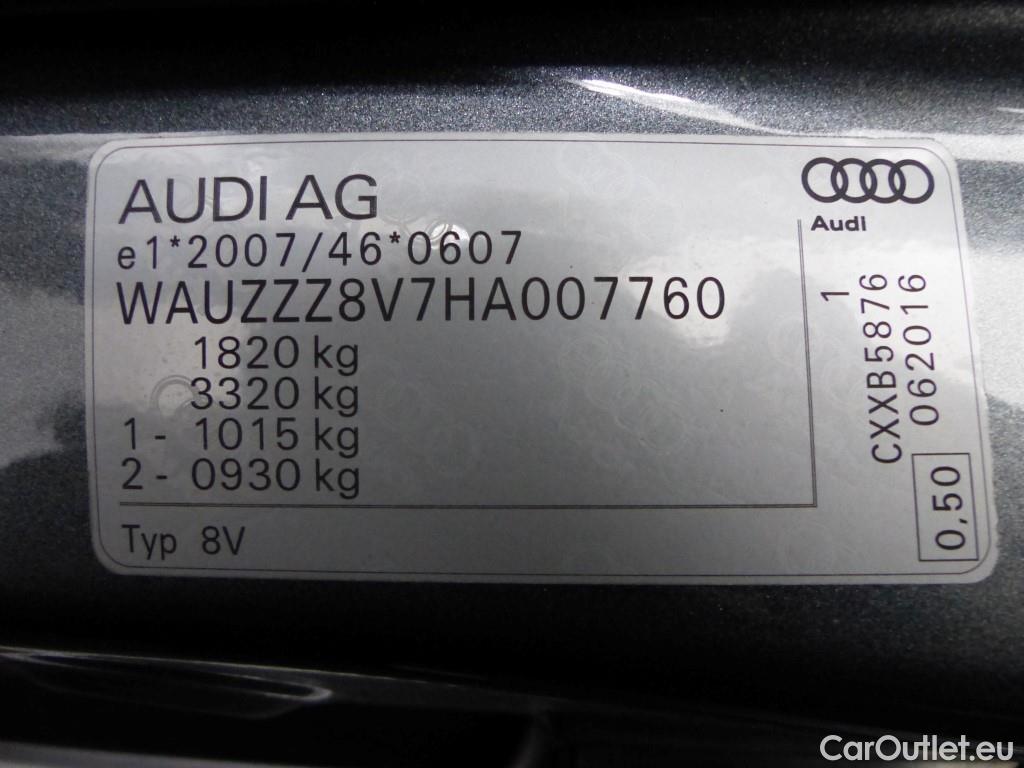 AUDI AG
Audi
e1*2007/46*0607
WAUZZZ8V7HA007760
1820 kg
3320 kg
1 - 1015 kg
2 - 0930 kg
Typ 8V
1
CXXB5876
062016
0,50
CarOutlet.eu